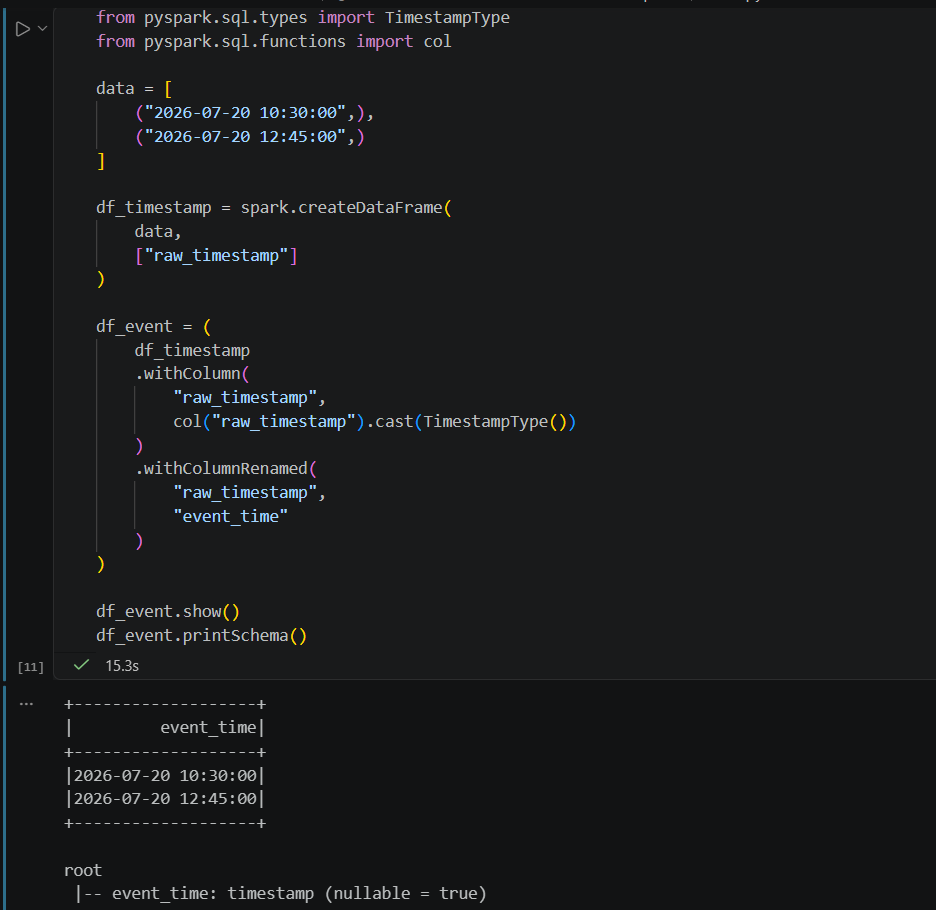 from pyspark.sql.types import TimestampType
from pyspark.sql.functions import col
data = [
("2026-07-20 10:30:00",),
("2026-07-20 12:45:00",)
]
df_timestamp = spark.createDataFrame(
data,
["raw_timestamp"]
)
df_event = (
df_timestamp
.withColumn(
"raw_timestamp",
col("raw_timestamp").cast(TimestampType())
)
.withColumnRenamed(
"raw_timestamp",
"event_time"
)
)
df_event.show()
df_event.printSchema()
[11] 15.3s
+-------------------+
|         event_time|
+-------------------+
|2026-07-20 10:30:00|
|2026-07-20 12:45:00|
+-------------------+
root
|-- event_time: timestamp (nullable = true)